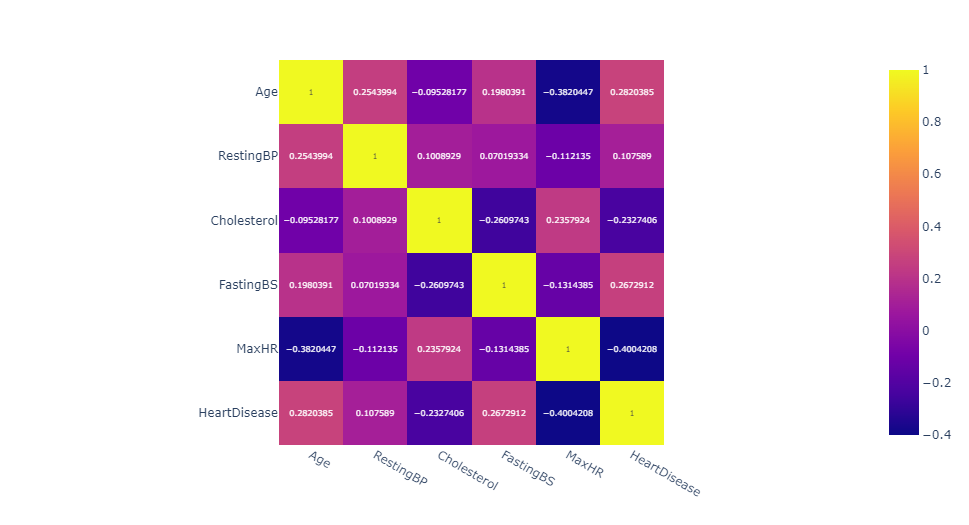 Age 1 0.2543994 −0.09528177 0.1980391 −0.3820447 0.2820385
RestingBP 0.2543994 1 0.1008929 0.07019334 −0.112135 0.107589
Cholesterol −0.09528177 0.1008929 1 −0.2609743 0.2357924 −0.2327406
FastingBS 0.1980391 0.07019334 −0.2609743 1 −0.1314385 0.2672912
MaxHR −0.3820447 −0.112135 0.2357924 −0.1314385 1 −0.4004208
HeartDisease 0.2820385 0.107589 −0.2327406 0.2672912 −0.4004208 1
Age RestingBP Cholesterol FastingBS MaxHR HeartDisease
1
0.8
0.6
0.4
0.2
0
−0.2
−0.4